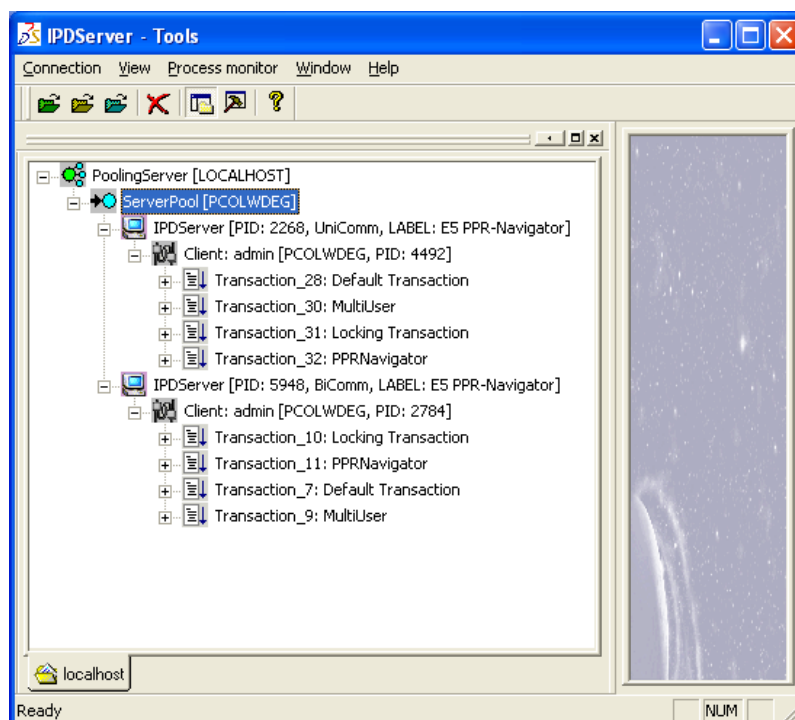 IPDServer - Tools
Connection View Process monitor Window Help
PoolingServer [LOCALHOST]
ServerPool [PCOLWDEG]
IPDServer [PID: 2268, UniComm, LABEL: E5 PPR-Navigator]
Client: admin [PCOLWDEG, PID: 4492]
Transaction_28: Default Transaction
Transaction_30: MultiUser
Transaction_31: Locking Transaction
Transaction_32: PPRNavigator
IPDServer [PID: 5948, BiComm, LABEL: E5 PPR-Navigator]
Client: admin [PCOLWDEG, PID: 2784]
Transaction_10: Locking Transaction
Transaction_11: PPRNavigator
Transaction_7: Default Transaction
Transaction_9: MultiUser
localhost
Ready NUM